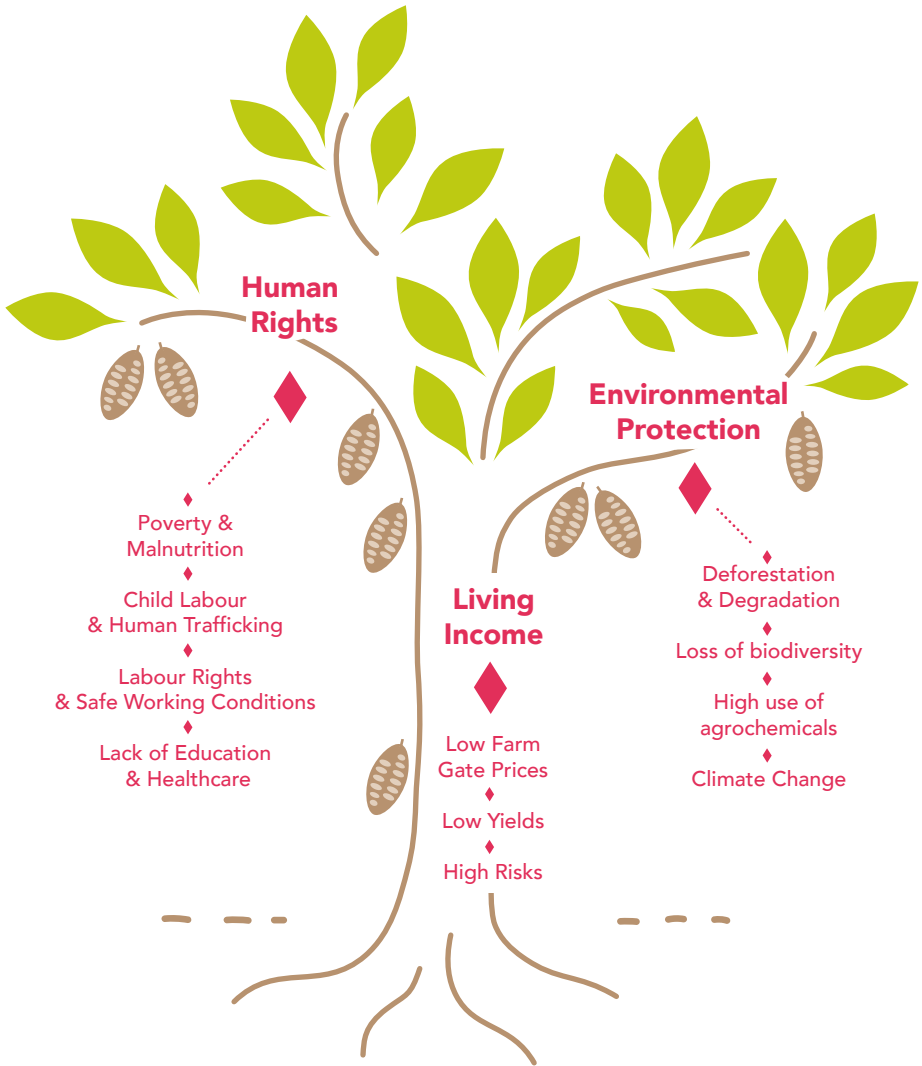 Human
Rights
Poverty &
Malnutrition
Child Labour
& Human Trafficking
Labour Rights
& Safe Working Conditions
Lack of Education
& Healthcare
Living
Income
Low Farm
Gate Prices
Low Yields
High Risks
Environmental
Protection
Deforestation
& Degradation
Loss of biodiversity
High use of
agrochemicals
Climate Change